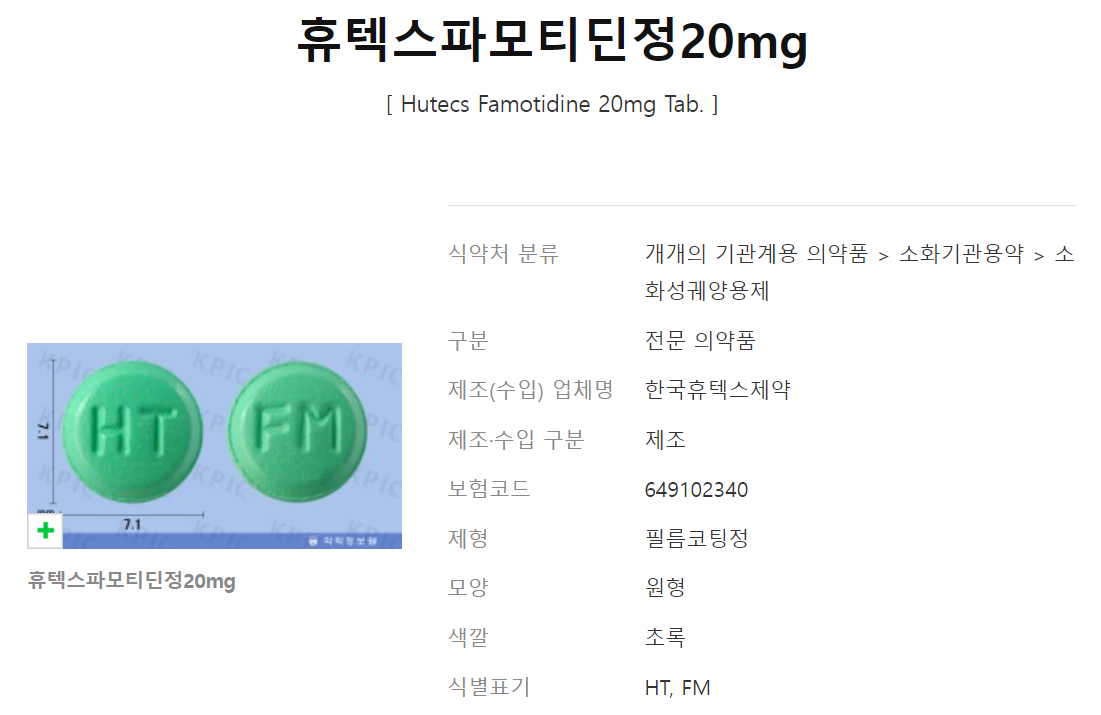 휴텍스파모티딘정20mg
[ Hutecs Famotidine 20mg Tab. ]
식약처 분류 개개의 기관계용 의약품 > 소화기관용약 > 소
화성궤양용제
구분 전문 의약품
제조(수입) 업체명 한국휴텍스제약
제조·수입 구분 제조
보험코드 649102340
제형 필름코팅정
모양 원형
색깔 초록
식별표기 HT, FM
KPIC KPIC KPIC KPIC KPIC
HT FM
7.1
7.1
약학정보원
휴텍스파모티딘정20mg